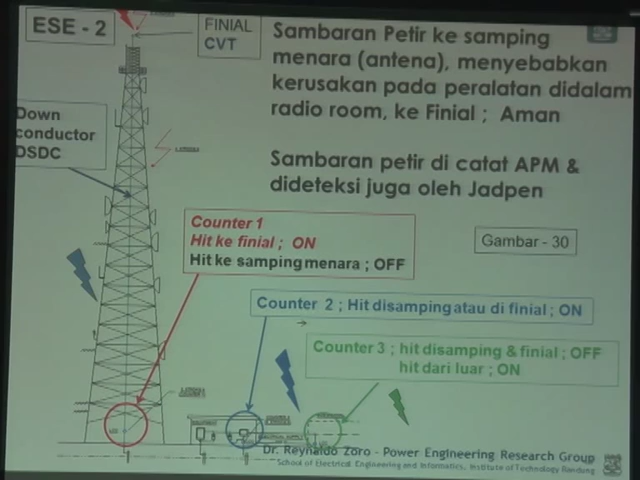 ESE - 2
FINIAL
CVT
Sambaran Petir ke samping
menara (antena), menyebabkan
kerusakan pada peralatan didalam
radio room, ke Finial ; Aman
Down
conductor
DSDC
Sambaran petir di catat APM &
dideteksi juga oleh Jadpen
Counter 1
Hit ke finial ; ON
Hit ke samping menara ; OFF
Gambar - 30
Counter 2 ; Hit disamping atau di finial ; ON
Counter 3 ; hit disamping & finial ; OFF
hit dari luar ; ON
Dr. Reynaldo Zoro - Power Engineering Research Group
School of Electrical Engineering and Informatics, Institute of Technology Bandung